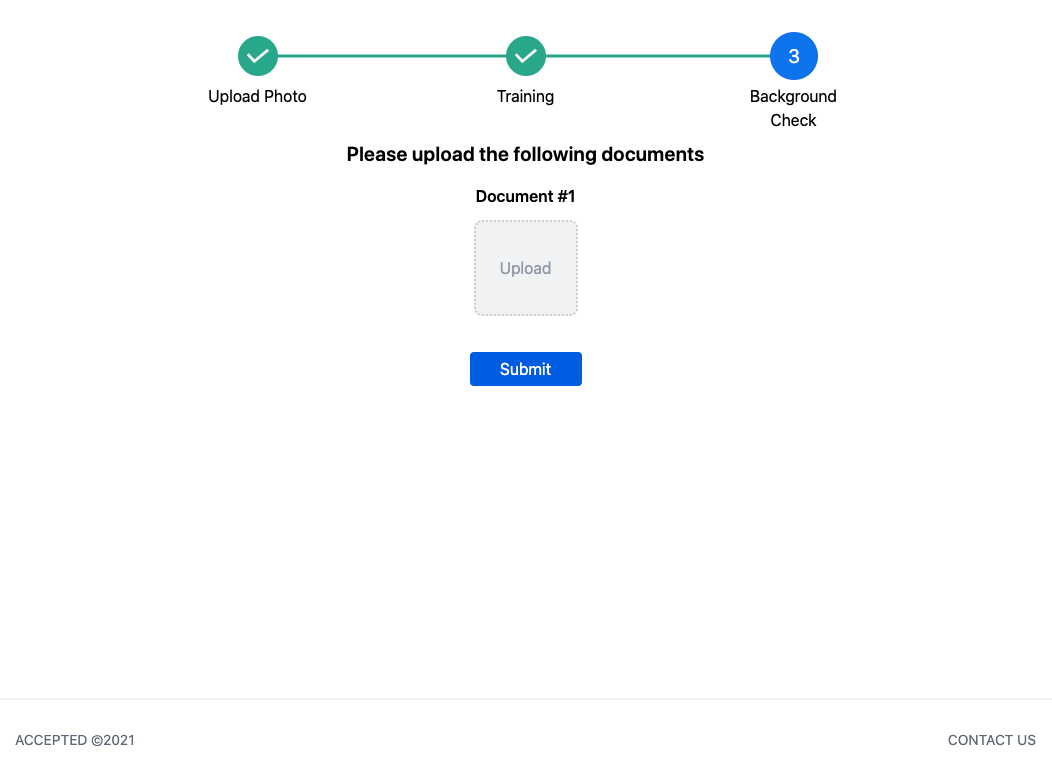 3
Upload Photo
Training
Background
Check
Please upload the following documents
Document #1
Upload
Submit
ACCEPTED ©2021
CONTACT US